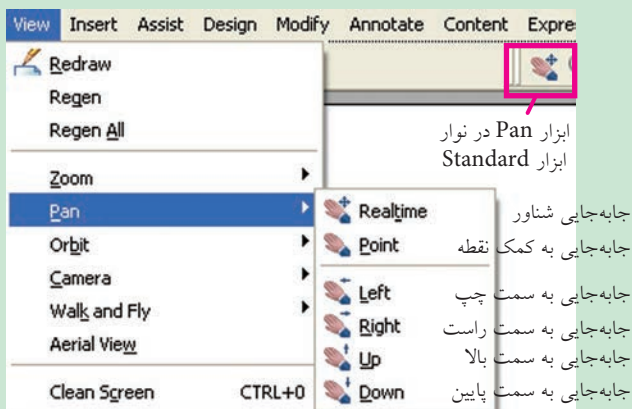 View Insert Assist Design Modify Annotate Content Expre
Redraw
Regen
Regen All
Zoom
Pan
Orbit
Camera
Walk and Fly
Aerial View
Clean Screen CTRL+0
Realtime
Point
Left
Right
Up
Down
ابزار Pan در نوار
ابزار Standard
جابه‌جایی شناور
جابه‌جایی به کمک نقطه
جابه‌جایی به سمت چپ
جابه‌جایی به سمت راست
جابه‌جایی به سمت بالا
جابه‌جایی به سمت پایین